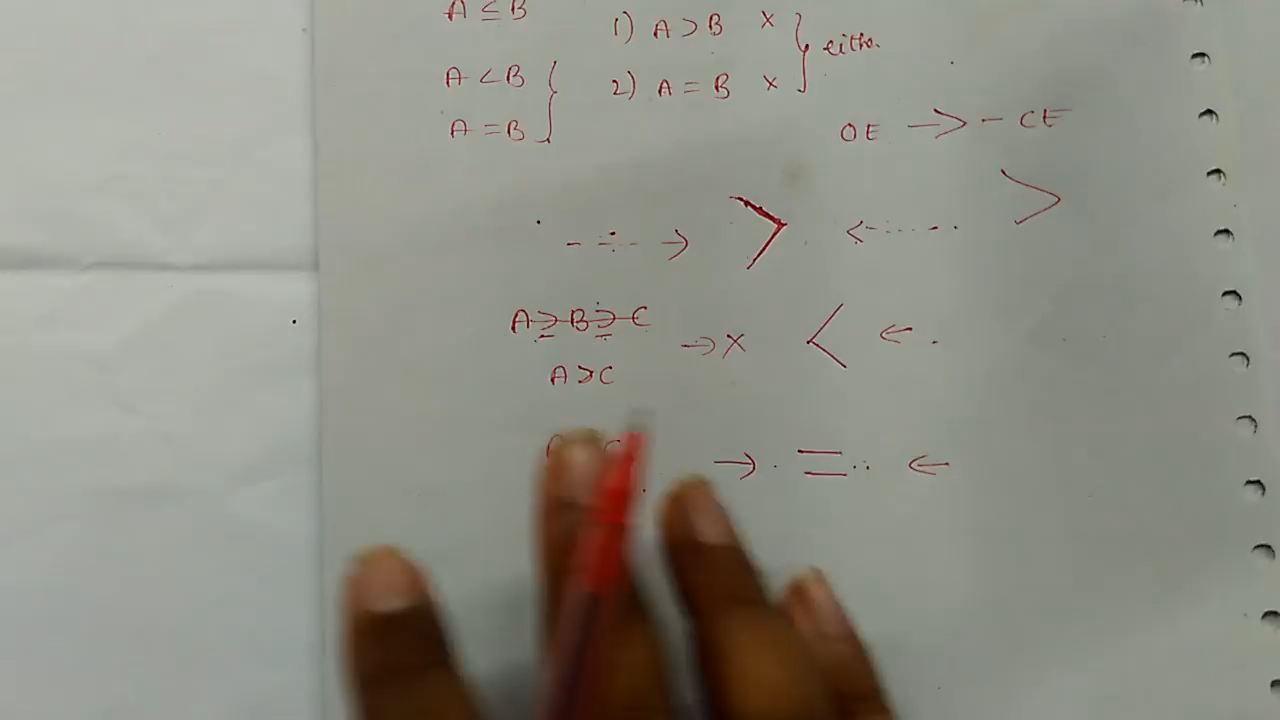 A ≤ B
1) A > B ×
either
A < B
2) A = B ×
A = B
OE → - CE
- ÷ - → > ← ..... >
A ≥ B ≥ C
→ × < ← .
A > C
→ . = .. ←